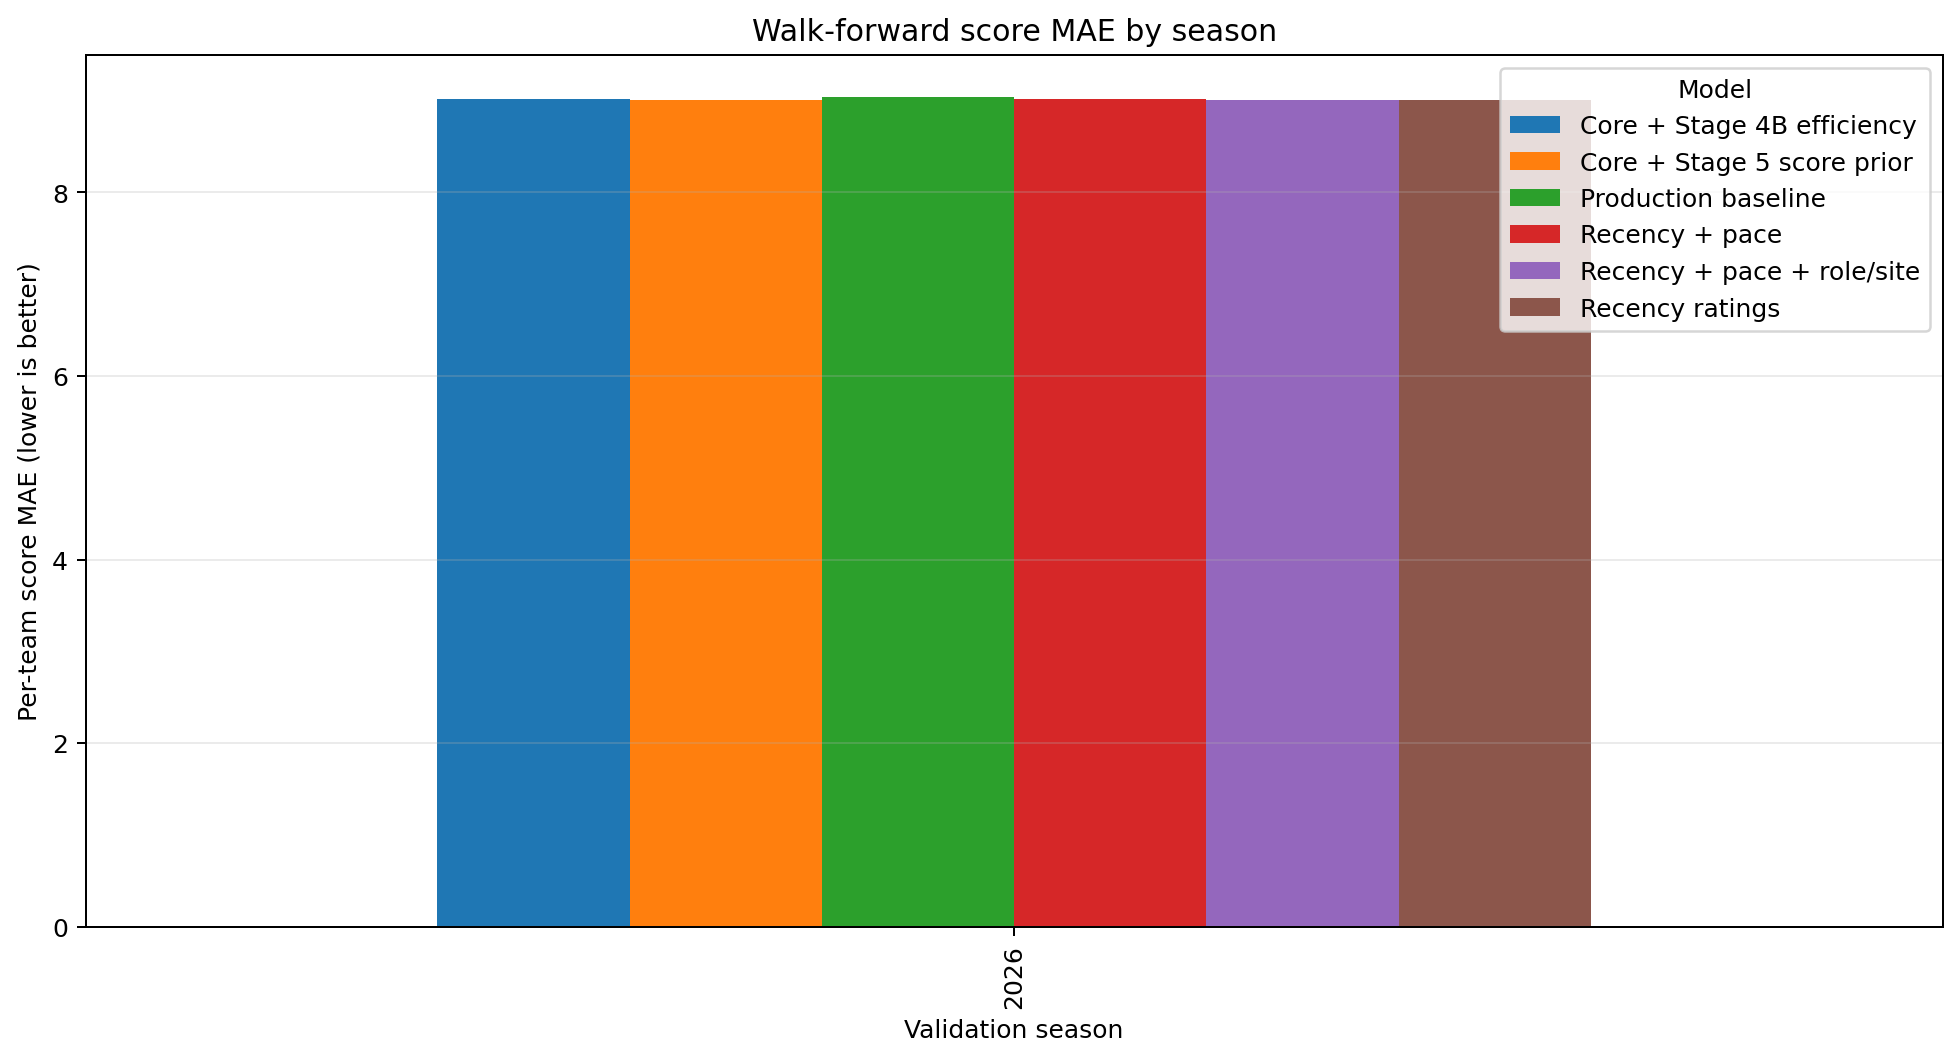 Walk-forward score MAE by season
Per-team score MAE (lower is better)
8
6
4
2
0
Model
Core + Stage 4B efficiency
Core + Stage 5 score prior
Production baseline
Recency + pace
Recency + pace + role/site
Recency ratings
2026
Validation season